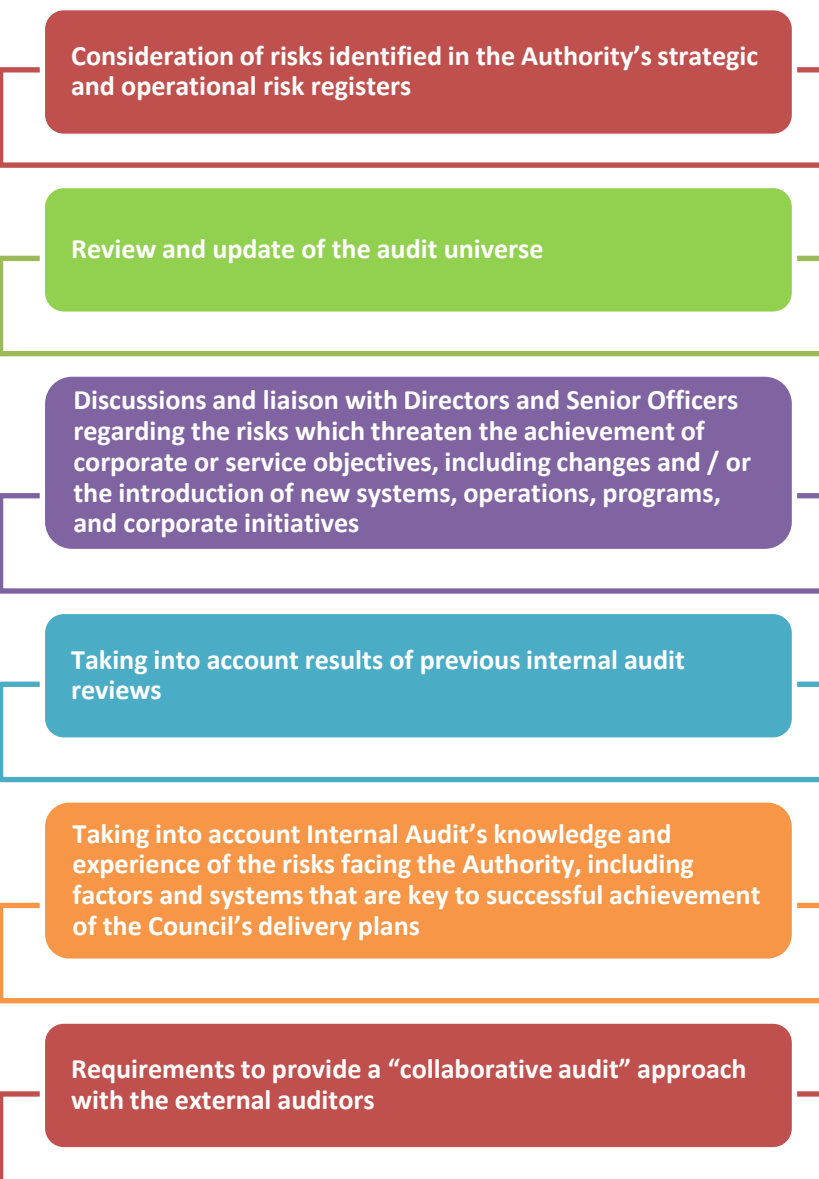 Consideration of risks identified in the Authority’s strategic
and operational risk registers
Review and update of the audit universe
Discussions and liaison with Directors and Senior Officers
regarding the risks which threaten the achievement of
corporate or service objectives, including changes and / or
the introduction of new systems, operations, programs,
and corporate initiatives
Taking into account results of previous internal audit
reviews
Taking into account Internal Audit’s knowledge and
experience of the risks facing the Authority, including
factors and systems that are key to successful achievement
of the Council’s delivery plans
Requirements to provide a “collaborative audit” approach
with the external auditors